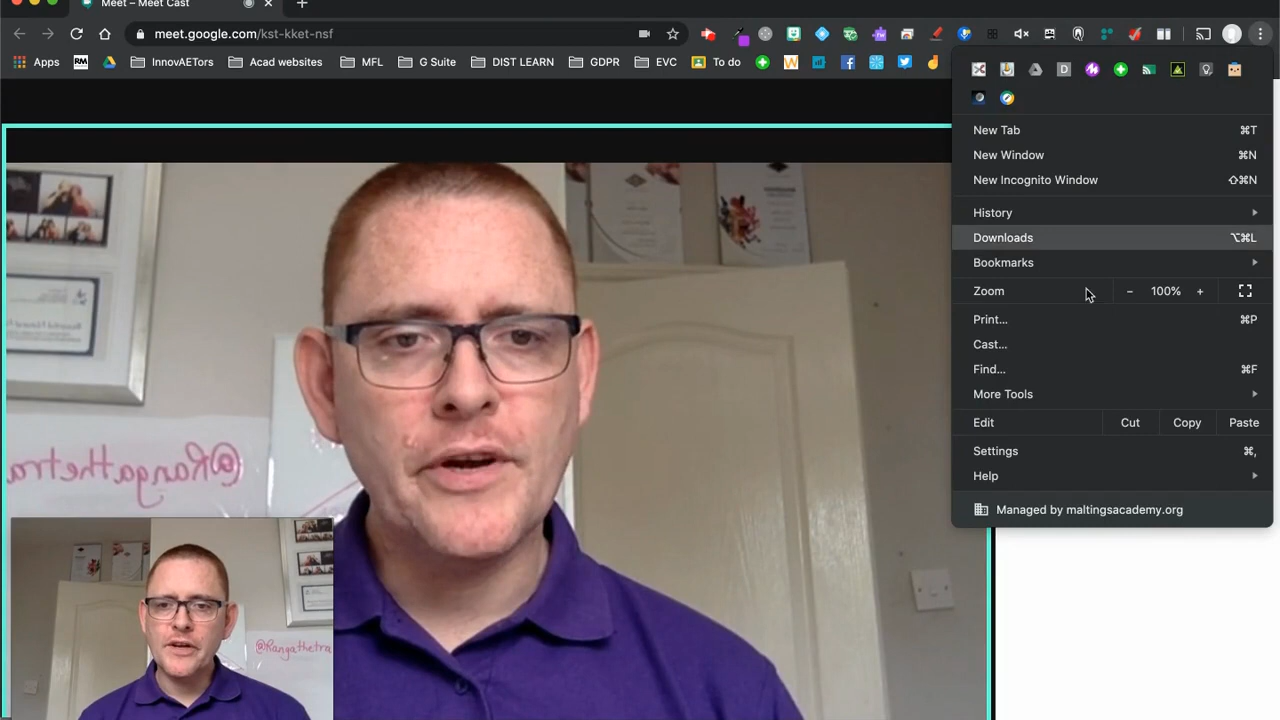 Meet – Meet Cast
meet.google.com/kst-kket-nsf
Apps RM InnovAETors Acad websites MFL G Suite DIST LEARN GDPR EVC To do
New Tab ⌘T
New Window ⌘N
New Incognito Window ⇧⌘N
History
Downloads ⌥⌘L
Bookmarks
Zoom − 100% +
Print... ⌘P
Cast...
Find... ⌘F
More Tools
Edit Cut Copy Paste
Settings ⌘,
Help
Managed by maltingsacademy.org
@Rangathetra
@Rangathetra